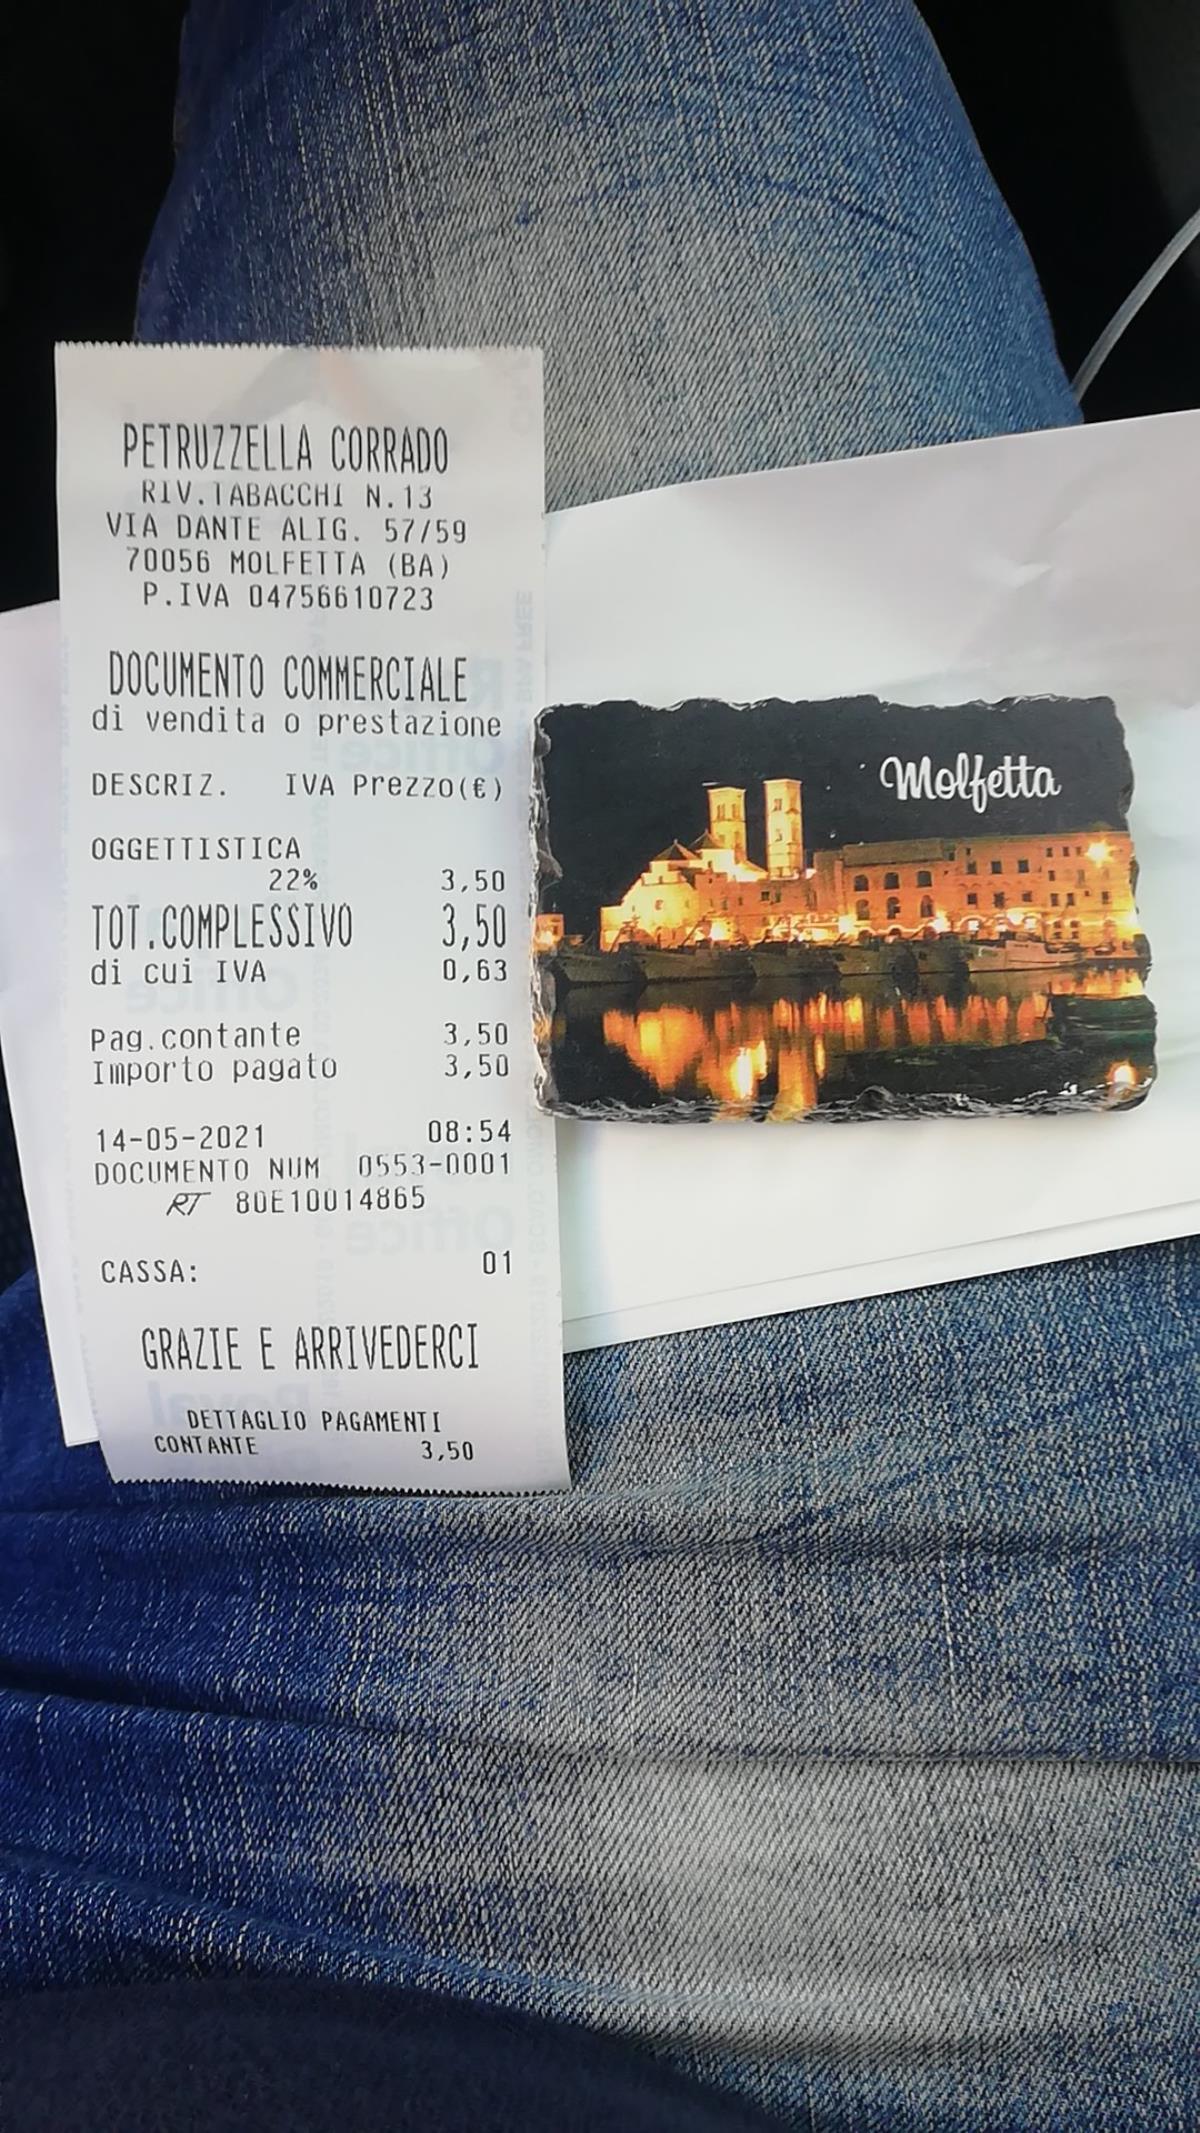 PETRUZZELLA CORRADO
RIV.TABACCHI N.13
VIA DANTE ALIG. 57/59
70056 MOLFETTA (BA)
P.IVA 04756610723
DOCUMENTO COMMERCIALE
di vendita o prestazione
DESCRIZ. IVA Prezzo(€)
OGGETTISTICA
22% 3,50
TOT.COMPLESSIVO 3,50
di cui IVA 0,63
Pag.contante 3,50
Importo pagato 3,50
14-05-2021 08:54
DOCUMENTO NUM 0553-0001
RT 80E10014865
CASSA: 01
GRAZIE E ARRIVEDERCI
DETTAGLIO PAGAMENTI
CONTANTE 3,50
Molfetta